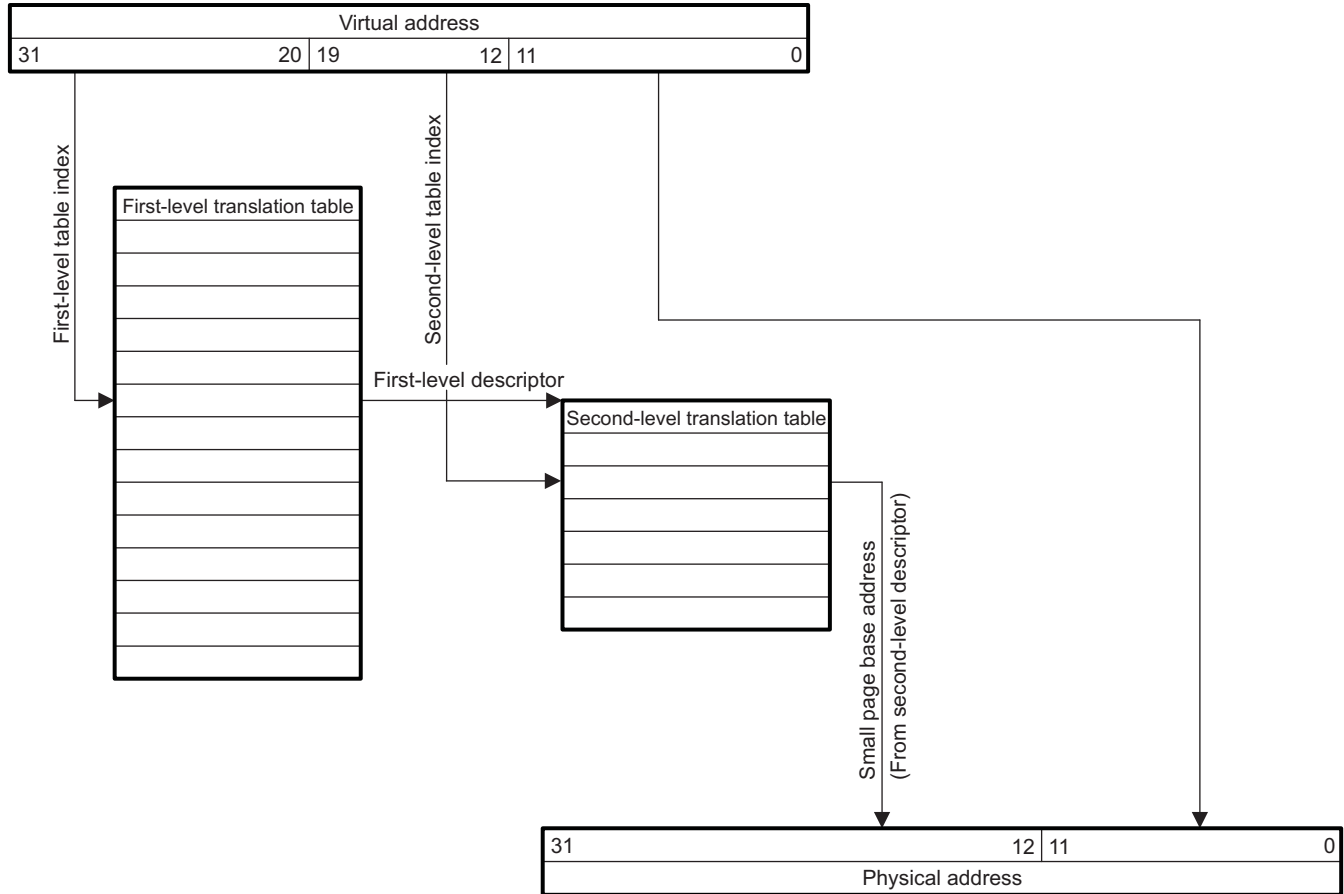 Virtual address
31 20 19 12 11 0
First-level table index
Second-level table index
First-level translation table
First-level descriptor
Second-level translation table
Small page base address
(From second-level descriptor)
31 12 11 0
Physical address